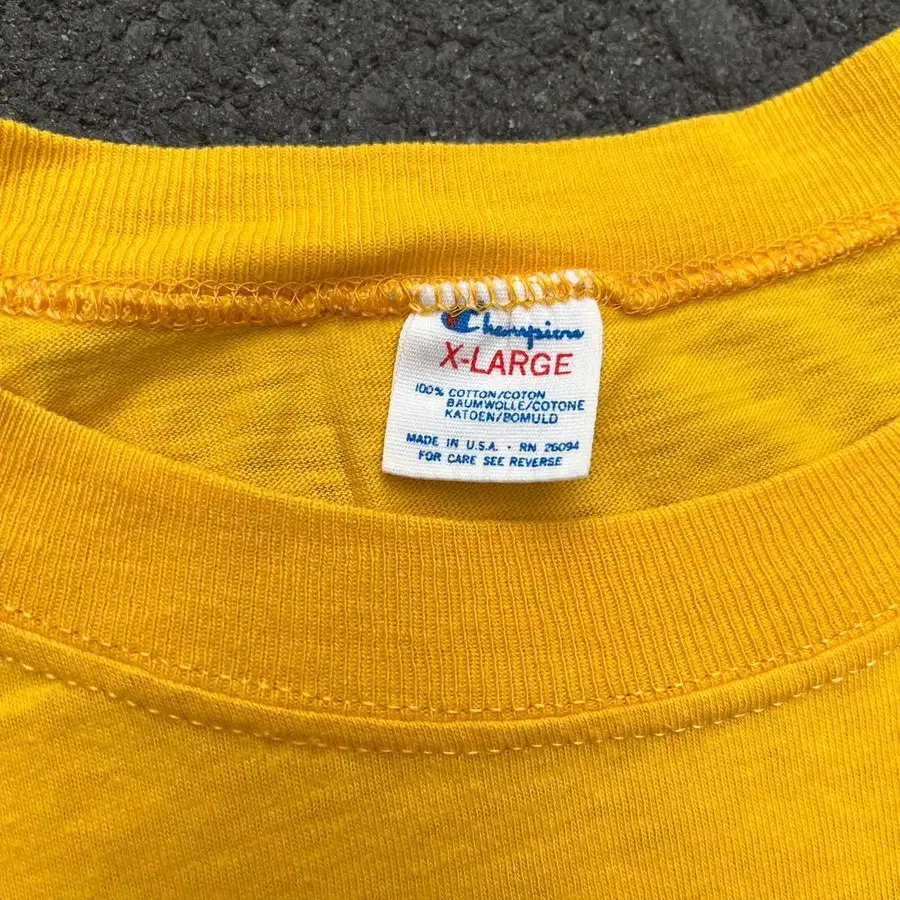 Champion
X-LARGE
100% COTTON/COTON
BAUMWOLLE/COTONE
KATOEN/BOMULD
MADE IN U.S.A. · RN 26094
FOR CARE SEE REVERSE